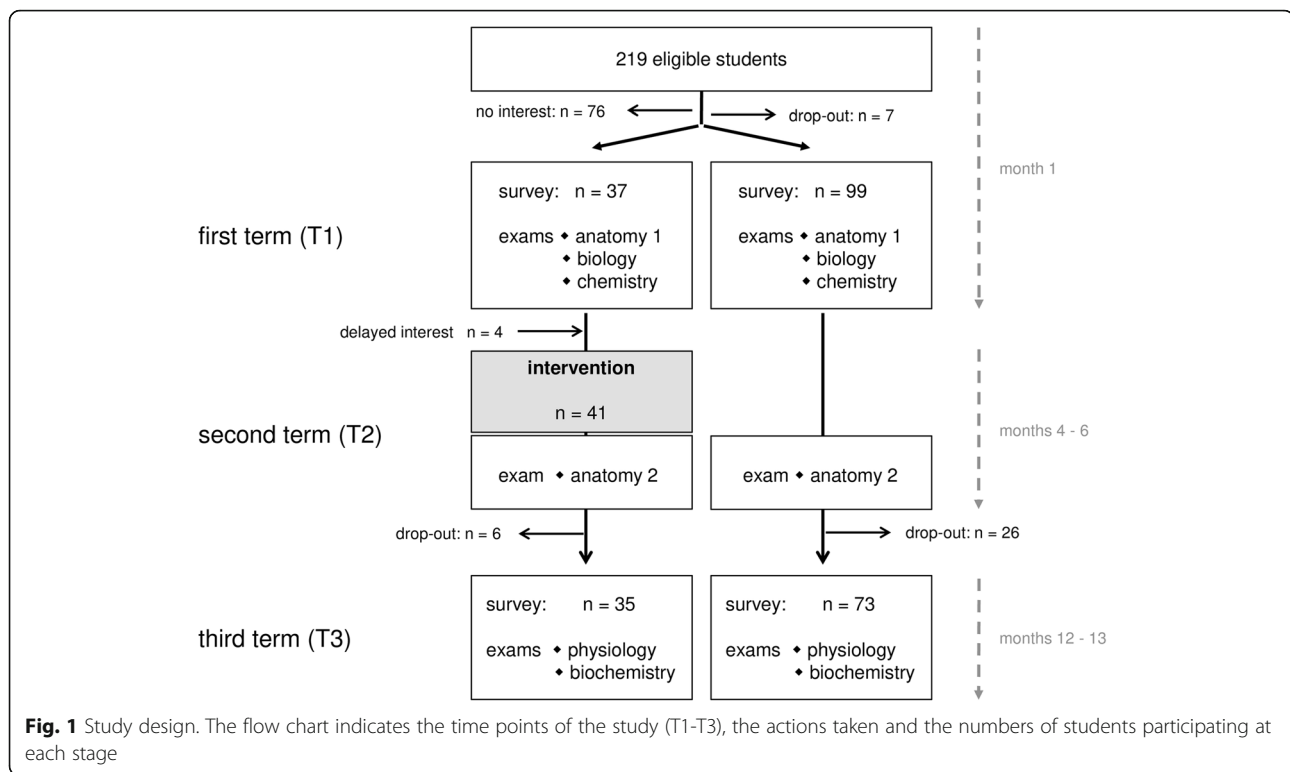 219 eligible students
no interest: n = 76
drop-out: n = 7
month 1
first term (T1)
survey: n = 37
exams ◆ anatomy 1
◆ biology
◆ chemistry
survey: n = 99
exams ◆ anatomy 1
◆ biology
◆ chemistry
delayed interest n = 4
intervention
n = 41
second term (T2)
months 4 - 6
exam ◆ anatomy 2
exam ◆ anatomy 2
drop-out: n = 6
drop-out: n = 26
third term (T3)
survey: n = 35
exams ◆ physiology
◆ biochemistry
survey: n = 73
exams ◆ physiology
◆ biochemistry
months 12 - 13
Fig. 1 Study design. The flow chart indicates the time points of the study (T1-T3), the actions taken and the numbers of students participating at
each stage